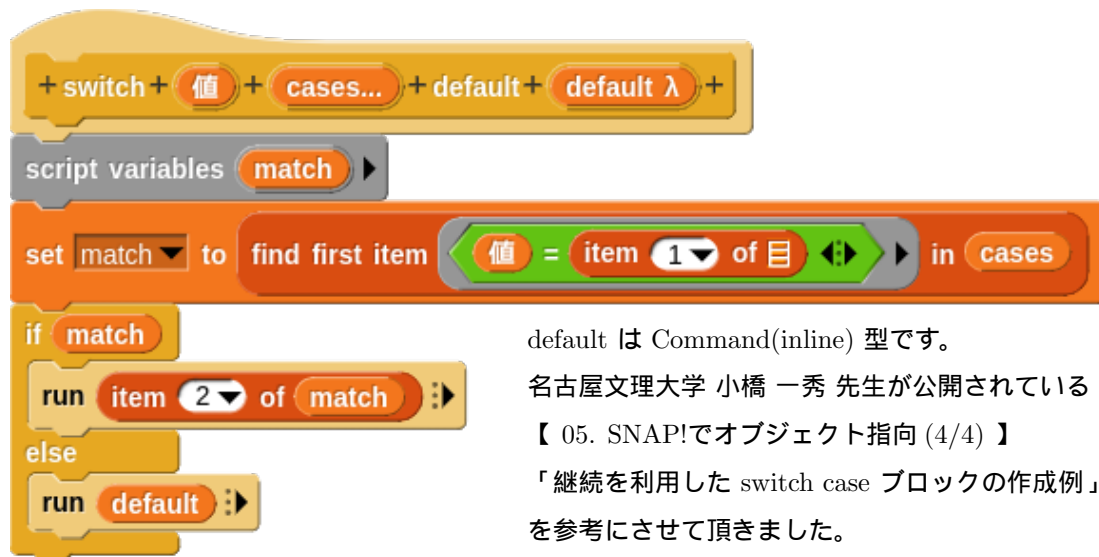 + switch + 値 + cases... + default + default λ +
script variables match
set match to find first item 値 = item 1 of in cases
if match
run item 2 of match
else
run default
default は Command(inline) 型です。
名古屋文理大学 小橋 一秀 先生が公開されている
【 05. SNAP!でオブジェクト指向 (4/4) 】
「継続を利用した switch case ブロックの作成例」
を参考にさせて頂きました。